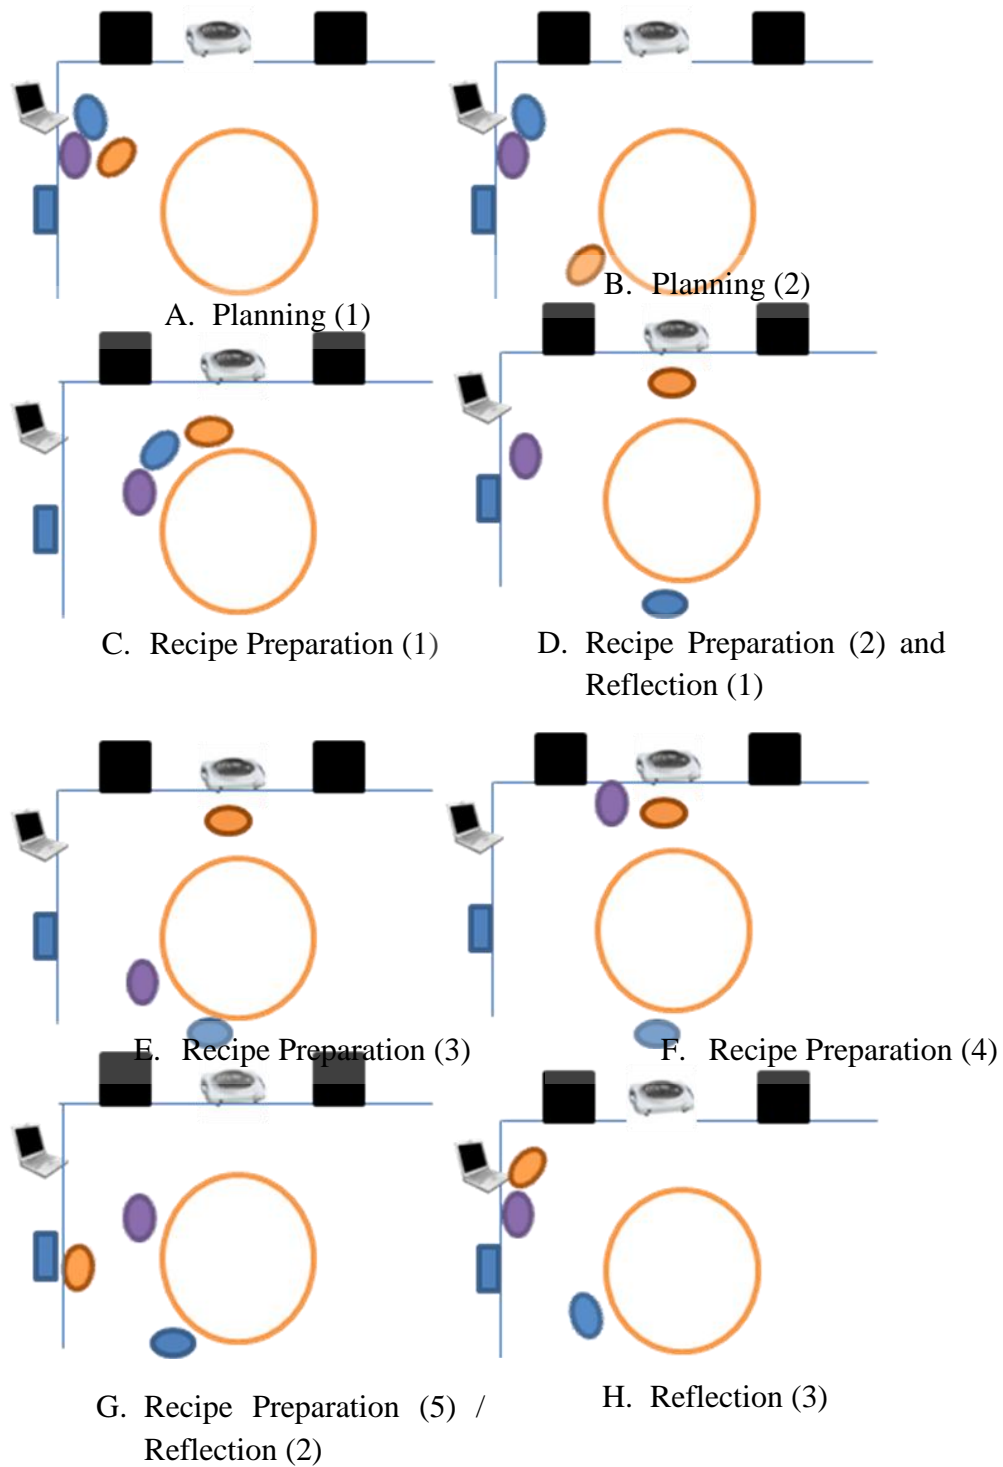 A. Planning (1)
B. Planning (2)
C. Recipe Preparation (1)
D. Recipe Preparation (2) and
Reflection (1)
E. Recipe Preparation (3)
F. Recipe Preparation (4)
G. Recipe Preparation (5) /
Reflection (2)
H. Reflection (3)